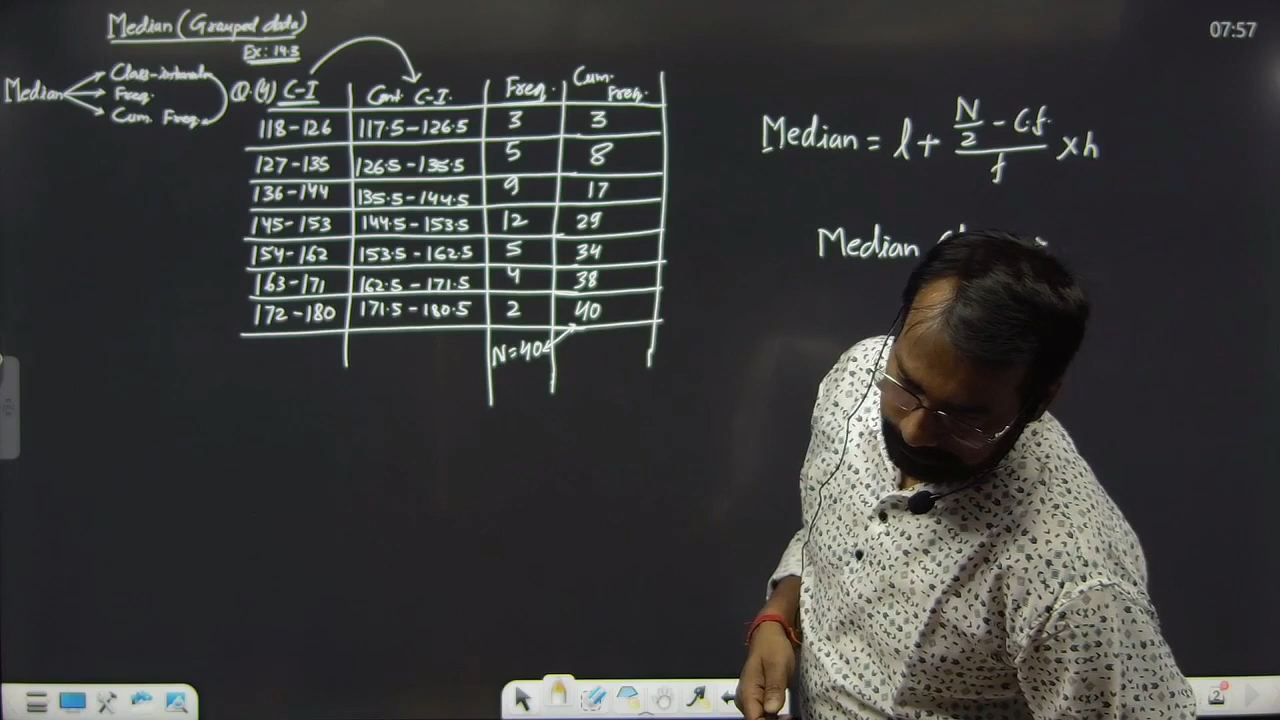 Median (Grouped data)
Ex: 14.3
Median
Class-intervals
Freq.
Cum. Freq.
Q.(4) C-I | Cont. C-I. | Freq. | Cum. Freq.
118-126 | 117.5-126.5 | 3 | 3
127-135 | 126.5-135.5 | 5 | 8
136-144 | 135.5-144.5 | 9 | 17
145-153 | 144.5-153.5 | 12 | 29
154-162 | 153.5-162.5 | 5 | 34
163-171 | 162.5-171.5 | 4 | 38
172-180 | 171.5-180.5 | 2 | 40
N=40
07:57
Median = l + (N/2 - C.f.)/f × h
Median
2